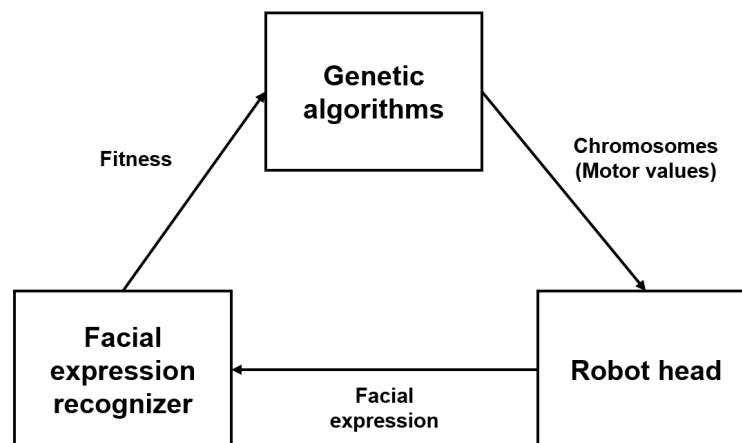 Genetic
algorithms
Fitness
Chromosomes
(Motor values)
Facial
expression
recognizer
Robot head
Facial
expression